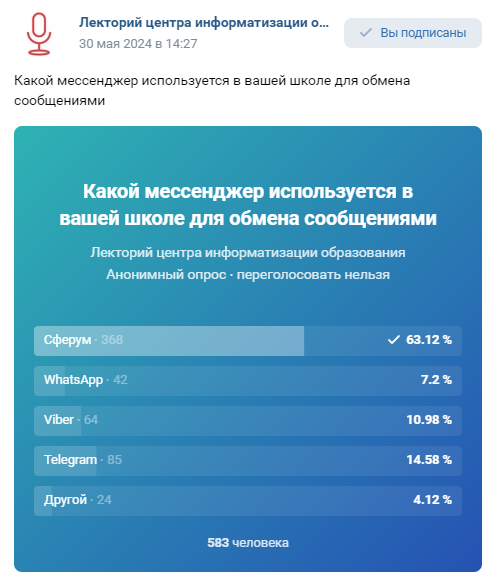 Лекторий центра информатизации о...
30 мая 2024 в 14:27
Вы подписаны
Какой мессенджер используется в вашей школе для обмена
сообщениями
Какой мессенджер используется в
вашей школе для обмена сообщениями
Лекторий центра информатизации образования
Анонимный опрос · переголосовать нельзя
Сферум · 368 63.12 %
WhatsApp · 42 7.2 %
Viber · 64 10.98 %
Telegram · 85 14.58 %
Другой · 24 4.12 %
583 человека